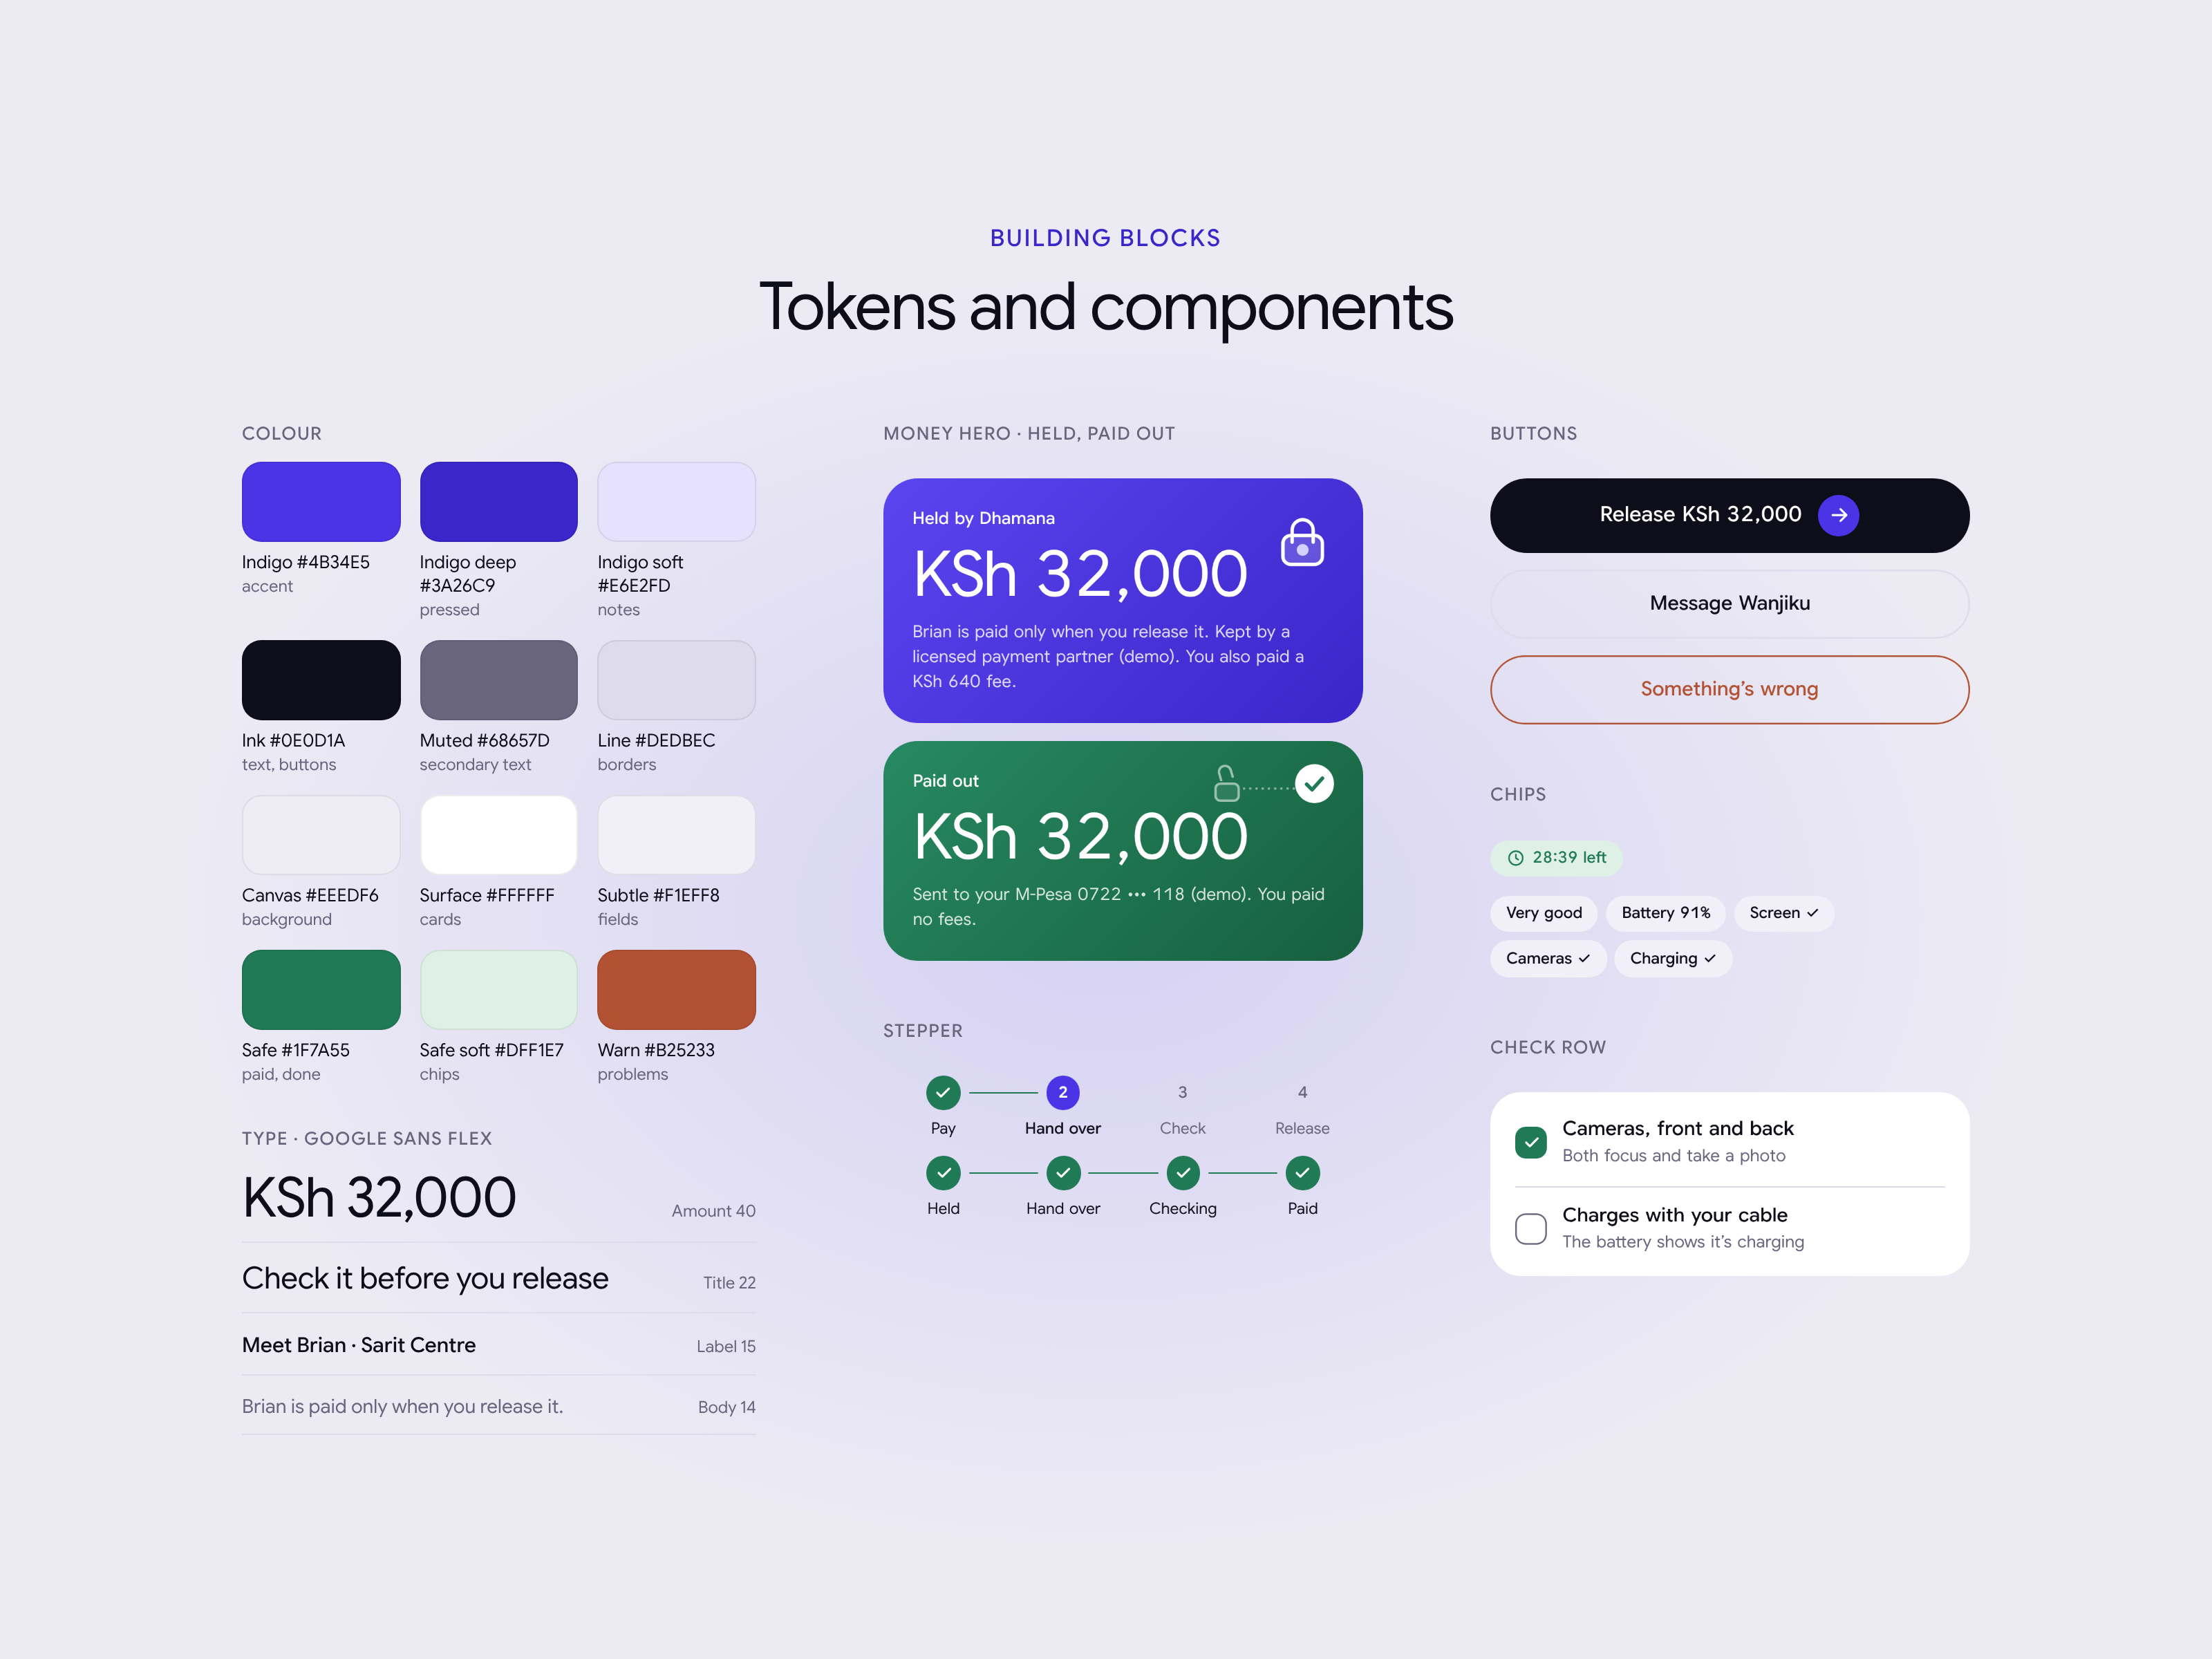 BUILDING BLOCKS
Tokens and components
COLOUR
Indigo #4B34E5
accent
Indigo deep
#3A26C9
pressed
Indigo soft
#E6E2FD
notes
Ink #0E0D1A
text, buttons
Muted #68657D
secondary text
Line #DEDBEC
borders
Canvas #EEEDF6
background
Surface #FFFFFF
cards
Subtle #F1EFF8
fields
Safe #1F7A55
paid, done
Safe soft #DFF1E7
chips
Warn #B25233
problems
TYPE · GOOGLE SANS FLEX
KSh 32,000
Amount 40
Check it before you release
Title 22
Meet Brian · Sarit Centre
Label 15
Brian is paid only when you release it.
Body 14
MONEY HERO · HELD, PAID OUT
Held by Dhamana
KSh 32,000
Brian is paid only when you release it. Kept by a
licensed payment partner (demo). You also paid a
KSh 640 fee.
Paid out
KSh 32,000
Sent to your M-Pesa 0722 ••• 118 (demo). You paid
no fees.
STEPPER
2
3
4
Pay
Hand over
Check
Release
Held
Hand over
Checking
Paid
BUTTONS
Release KSh 32,000
Message Wanjiku
Something’s wrong
CHIPS
28:39 left
Very good
Battery 91%
Screen ✓
Cameras ✓
Charging ✓
CHECK ROW
Cameras, front and back
Both focus and take a photo
Charges with your cable
The battery shows it’s charging